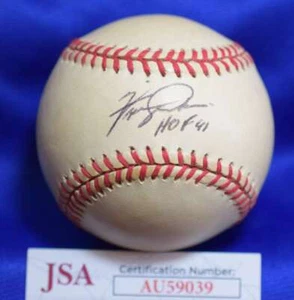 HOF 91
JSA
Certification Number:
AU59039